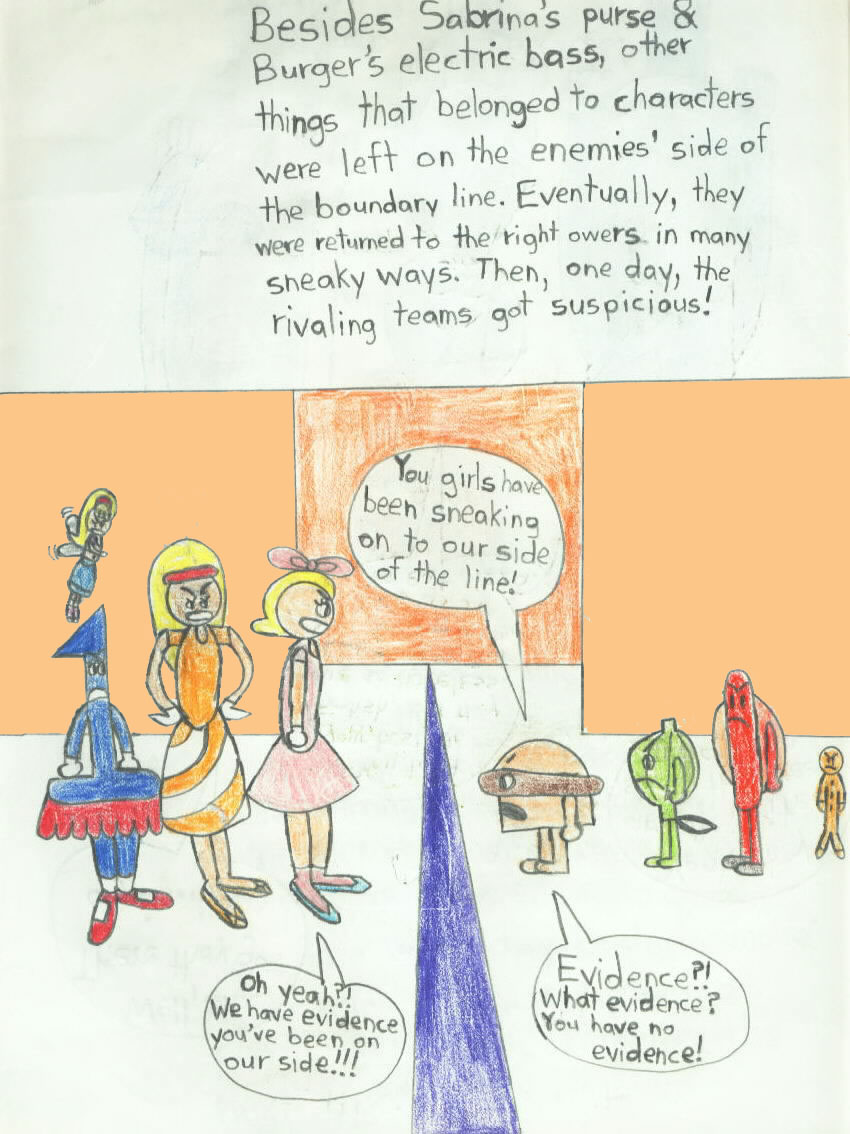 Besides Sabrina's purse &
Burger's electric bass, other
things that belonged to characters
were left on the enemies' side of
the boundary line. Eventually, they
were returned to the right owers in many
sneaky ways. Then, one day, the
rivaling teams got suspicious!
You girls have
been sneaking
on to our side
of the line!
Oh yeah?!
We have evidence
you've been on
our side!!!
Evidence?!
What evidence?
You have no
evidence!